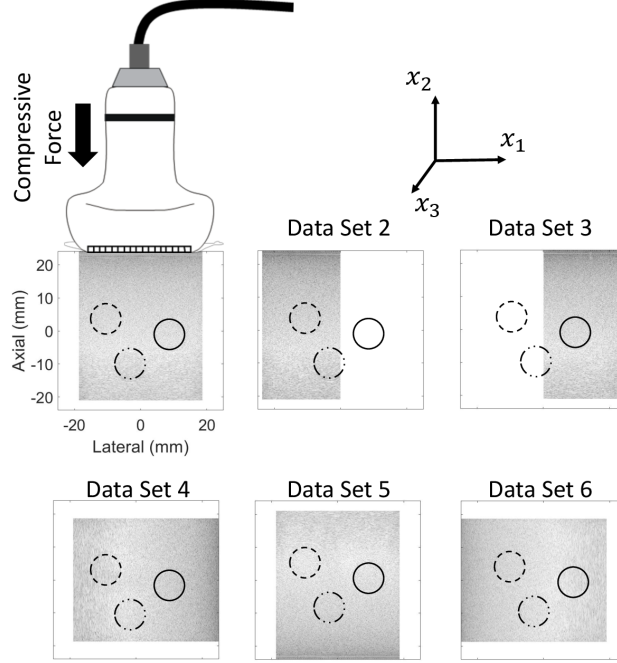 Compressive
Force
x₂
x₁
x₃
Data Set 2
Data Set 3
20
10
0
-10
-20
Axial (mm)
-20
0
20
Lateral (mm)
Data Set 4
Data Set 5
Data Set 6